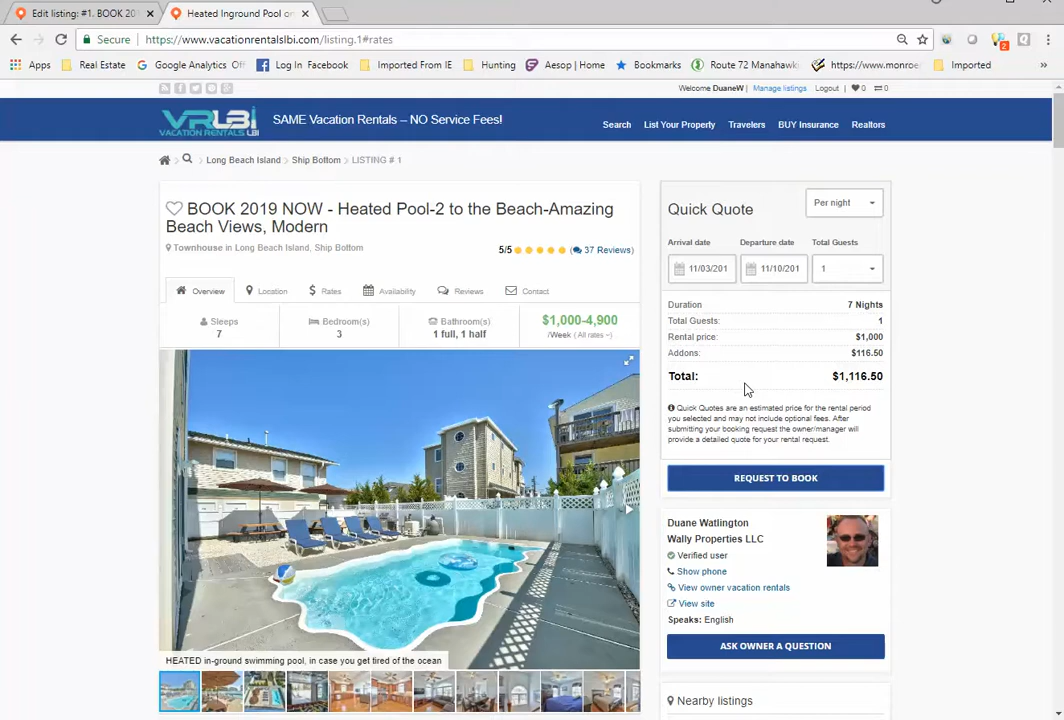 Edit listing: #1. BOOK 20
Heated Inground Pool or
Secure
https://www.vacationrentalslbi.com/listing.1#rates
Apps
Real Estate
Google Analytics Off
Log In Facebook
Imported From IE
Hunting
Aesop | Home
Bookmarks
Route 72 Manahawk
https://www.monroe
Imported
2
Welcome DuaneW Manage listings Logout 0 0
VRLBI
VACATION RENTALS LBI
SAME Vacation Rentals – NO Service Fees!
Search List Your Property Travelers BUY Insurance Realtors
Long Beach Island > Ship Bottom > LISTING # 1
BOOK 2019 NOW - Heated Pool-2 to the Beach-Amazing
Beach Views, Modern
Townhouse in Long Beach Island, Ship Bottom
5/5 37 Reviews)
Overview Location Rates Availability Reviews Contact
Sleeps
7
Bedroom(s)
3
Bathroom(s)
1 full, 1 half
$1,000-4,900
/Week (All rates ~)
HEATED in-ground swimming pool, in case you get tired of the ocean
Quick Quote
Per night
Arrival date Departure date Total Guests
11/03/201 11/10/201 1
Duration 7 Nights
Total Guests: 1
Rental price: $1,000
Addons: $116.50
Total: $1,116.50
Quick Quotes are an estimated price for the rental period
you selected and may not include optional fees. After
submitting your booking request the owner/manager will
provide a detailed quote for your rental request.
REQUEST TO BOOK
Duane Watlington
Wally Properties LLC
Verified user
Show phone
View owner vacation rentals
View site
Speaks: English
ASK OWNER A QUESTION
Nearby listings